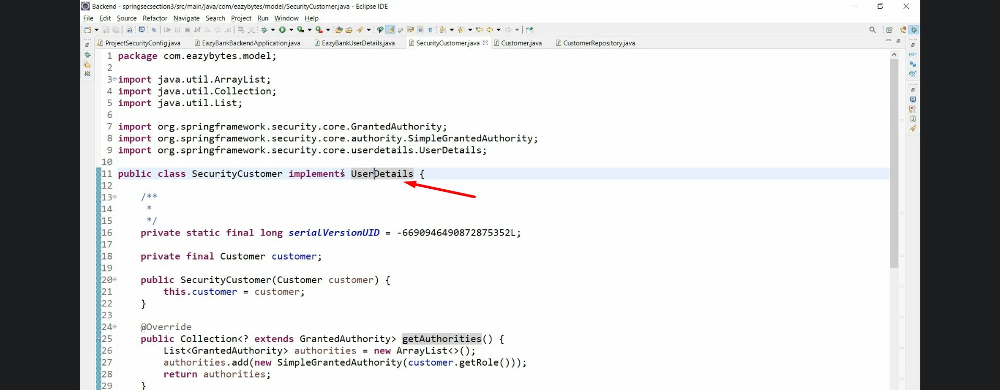 Backend - springsecsection3/src/main/java/com/eazybytes/model/SecurityCustomer.java - Eclipse IDE
File Edit Source Refactor Navigate Search Project Run Window Help
ProjectSecurityConfig.java EazyBankBackendApplication.java EazyBankUserDetails.java SecurityCustomer.java Customer.java CustomerRepository.java
1 package com.eazybytes.model;
2
3 import java.util.ArrayList;
4 import java.util.Collection;
5 import java.util.List;
6
7 import org.springframework.security.core.GrantedAuthority;
8 import org.springframework.security.core.authority.SimpleGrantedAuthority;
9 import org.springframework.security.core.userdetails.UserDetails;
10
11 public class SecurityCustomer implements UserDetails {
12
13 /**
14 *
15 */
16 private static final long serialVersionUID = -6690946490872875352L;
17
18 private final Customer customer;
19
20 public SecurityCustomer(Customer customer) {
21 this.customer = customer;
22 }
23
24 @Override
25 public Collection<? extends GrantedAuthority> getAuthorities() {
26 List<GrantedAuthority> authorities = new ArrayList<>();
27 authorities.add(new SimpleGrantedAuthority(customer.getRole()));
28 return authorities;
29 }